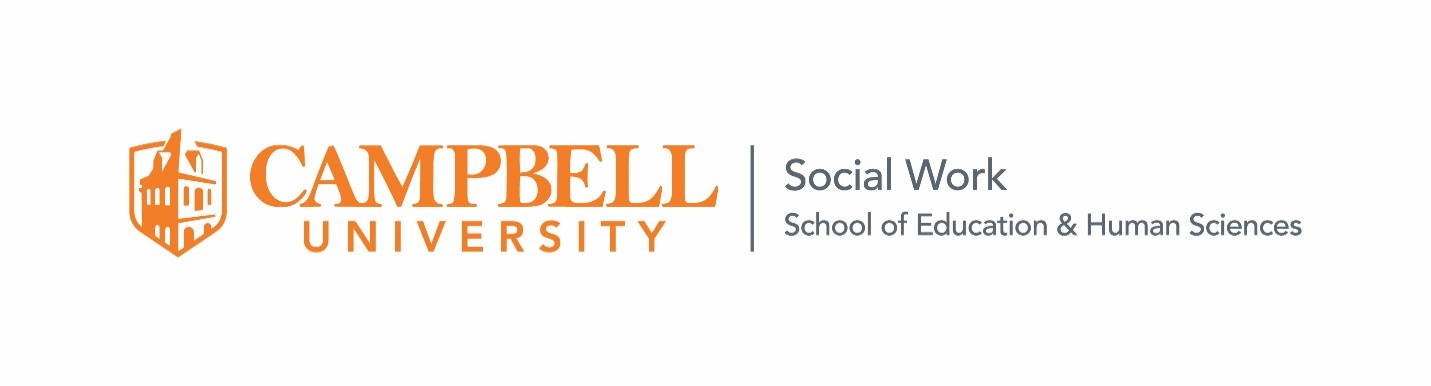 CAMPBELL
UNIVERSITY
Social Work
School of Education & Human Sciences